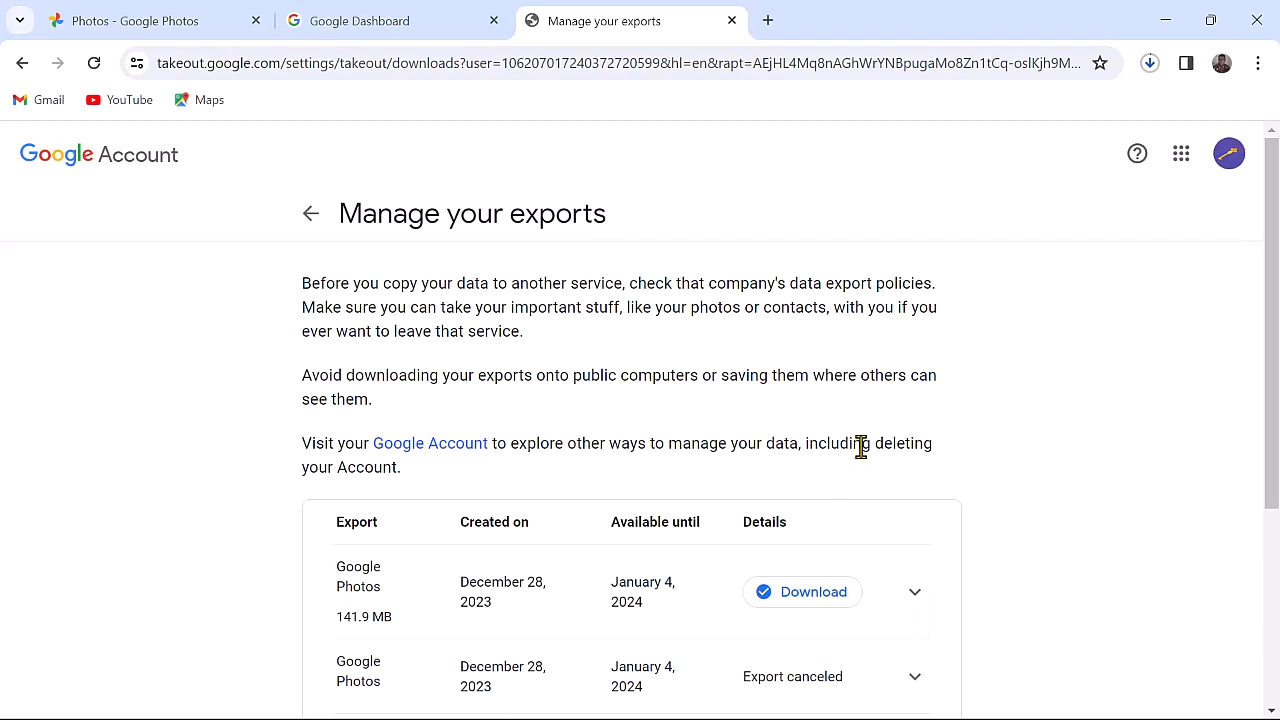 Photos - Google Photos
Google Dashboard
Manage your exports
takeout.google.com/settings/takeout/downloads?user=106207017240372720599&hl=en&rapt=AEjHL4Mq8nAGhWrYNBpugaMo8Zn1tCq-oslKjh9M...
Gmail
YouTube
Maps
Google Account
Manage your exports
Before you copy your data to another service, check that company's data export policies.
Make sure you can take your important stuff, like your photos or contacts, with you if you
ever want to leave that service.
Avoid downloading your exports onto public computers or saving them where others can
see them.
Visit your Google Account to explore other ways to manage your data, including deleting
your Account.
Export Created on Available until Details
Google
Photos
141.9 MB
December 28,
2023
January 4,
2024
Download
Google
Photos
December 28,
2023
January 4,
2024
Export canceled